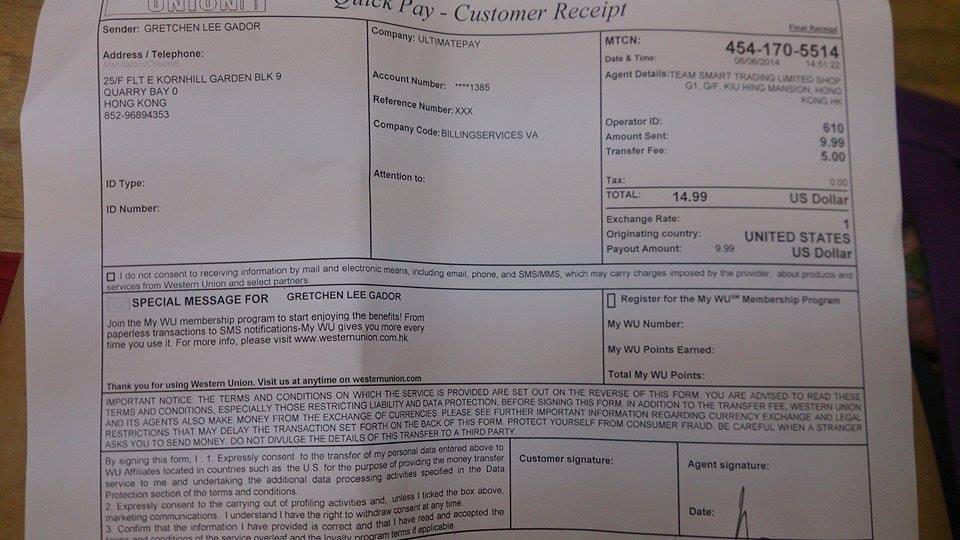 UNION
Quick Pay - Customer Receipt
Final Receipt
Sender: GRETCHEN LEE GADOR
Address / Telephone:
25/F FLT E KORNHILL GARDEN BLK 9
QUARRY BAY 0
HONG KONG
852-96894353
ID Type:
ID Number:
Company: ULTIMATEPAY
Account Number: ****1385
Reference Number: XXX
Company Code: BILLINGSERVICES VA
Attention to:
MTCN: 454-170-5514
Date & Time: 08/06/2014 14:51:22
Agent Details: TEAM SMART TRADING LIMITED SHOP
G1, G/F, KIU HING MANSION, HONG
KONG HK
Operator ID: 610
Amount Sent: 9.99
Transfer Fee: 5.00
Tax: 0.00
TOTAL: 14.99 US Dollar
Exchange Rate: 1
Originating country: UNITED STATES
Payout Amount: 9.99 US Dollar
I do not consent to receiving information by mail and electronic means, including email, phone, and SMS/MMS, which may carry charges imposed by the provider, about products and
services from Western Union and select partners.
SPECIAL MESSAGE FOR GRETCHEN LEE GADOR
Join the My WU membership program to start enjoying the benefits! From
paperless transactions to SMS notifications-My WU gives you more every
time you use it. For more info, please visit www.westernunion.com.hk
Thank you for using Western Union. Visit us at anytime on westernunion.com
Register for the My WU℠ Membership Program
My WU Number:
My WU Points Earned:
Total My WU Points:
IMPORTANT NOTICE: THE TERMS AND CONDITIONS ON WHICH THE SERVICE IS PROVIDED ARE SET OUT ON THE REVERSE OF THIS FORM. YOU ARE ADVISED TO READ THESE
TERMS AND CONDITIONS, ESPECIALLY THOSE RESTRICTING LIABILITY AND DATA PROTECTION, BEFORE SIGNING THIS FORM. IN ADDITION TO THE TRANSFER FEE, WESTERN UNION
AND ITS AGENTS ALSO MAKE MONEY FROM THE EXCHANGE OF CURRENCIES. PLEASE SEE FURTHER IMPORTANT INFORMATION REGARDING CURRENCY EXCHANGE AND LEGAL
RESTRICTIONS THAT MAY DELAY THE TRANSACTION SET FORTH ON THE BACK OF THIS FORM. PROTECT YOURSELF FROM CONSUMER FRAUD. BE CAREFUL WHEN A STRANGER
ASKS YOU TO SEND MONEY. DO NOT DIVULGE THE DETAILS OF THIS TRANSFER TO A THIRD PARTY.
By signing this form, I : 1. Expressly consent to the transfer of my personal data entered above to
WU Affiliates located in countries such as the U.S. for the purpose of providing the money transfer
service to me and undertaking the additional data processing activities specified in the Data
Protection section of the terms and conditions.
2. Expressly consent to the carrying out of profiling activities and, unless I ticked the box above,
marketing communications. I understand I have the right to withdraw consent at any time.
3. Confirm that the information I have provided is correct and that I have read and accepted the
terms and conditions of the service overleaf and the loyalty program terms if applicable.
Customer signature:
Agent signature:
Date: